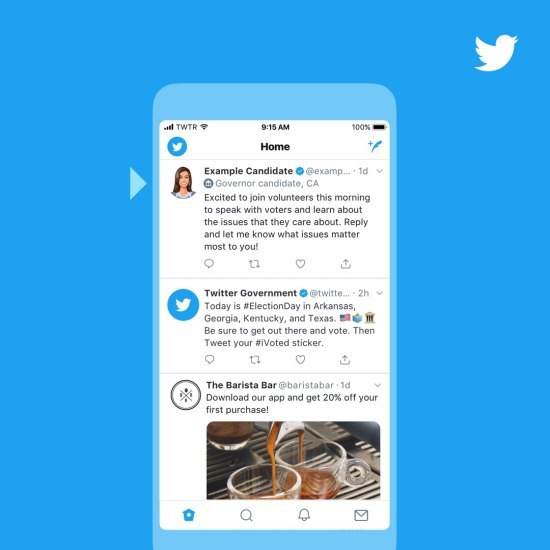 TWTR 9:15 AM 100%
Home
Example Candidate @examp... · 1d
Governor candidate, CA
Excited to join volunteers this morning
to speak with voters and learn about
the issues that they care about. Reply
and let me know what issues matter
most to you!
Twitter Government @twitte... · 2h
Today is #ElectionDay in Arkansas,
Georgia, Kentucky, and Texas. 🇺🇸🗳️🏛️
Be sure to get out there and vote. Then
Tweet your #iVoted sticker.
The Barista Bar @baristabar · 1d
Download our app and get 20% off your
first purchase!